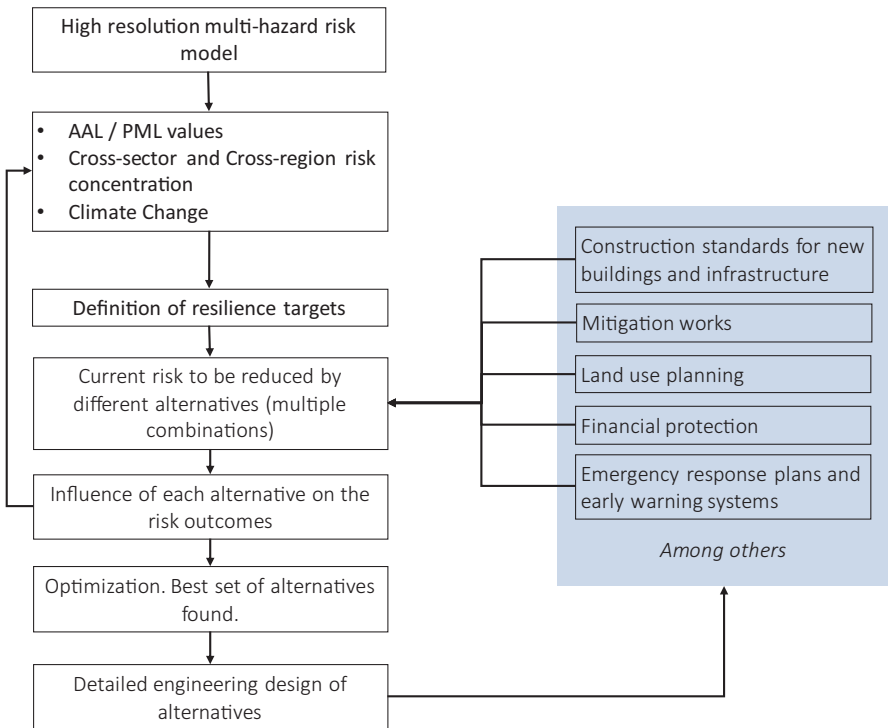 High resolution multi-hazard risk
model
• AAL / PML values
• Cross-sector and Cross-region risk
concentration
• Climate Change
Definition of resilience targets
Current risk to be reduced by
different alternatives (multiple
combinations)
Influence of each alternative on the
risk outcomes
Optimization. Best set of alternatives
found.
Detailed engineering design of
alternatives
Construction standards for new
buildings and infrastructure
Mitigation works
Land use planning
Financial protection
Emergency response plans and
early warning systems
Among others